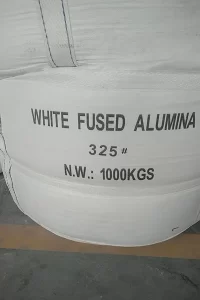 WHITE FUSED ALUMINA
325#
N.W.: 1000KGS